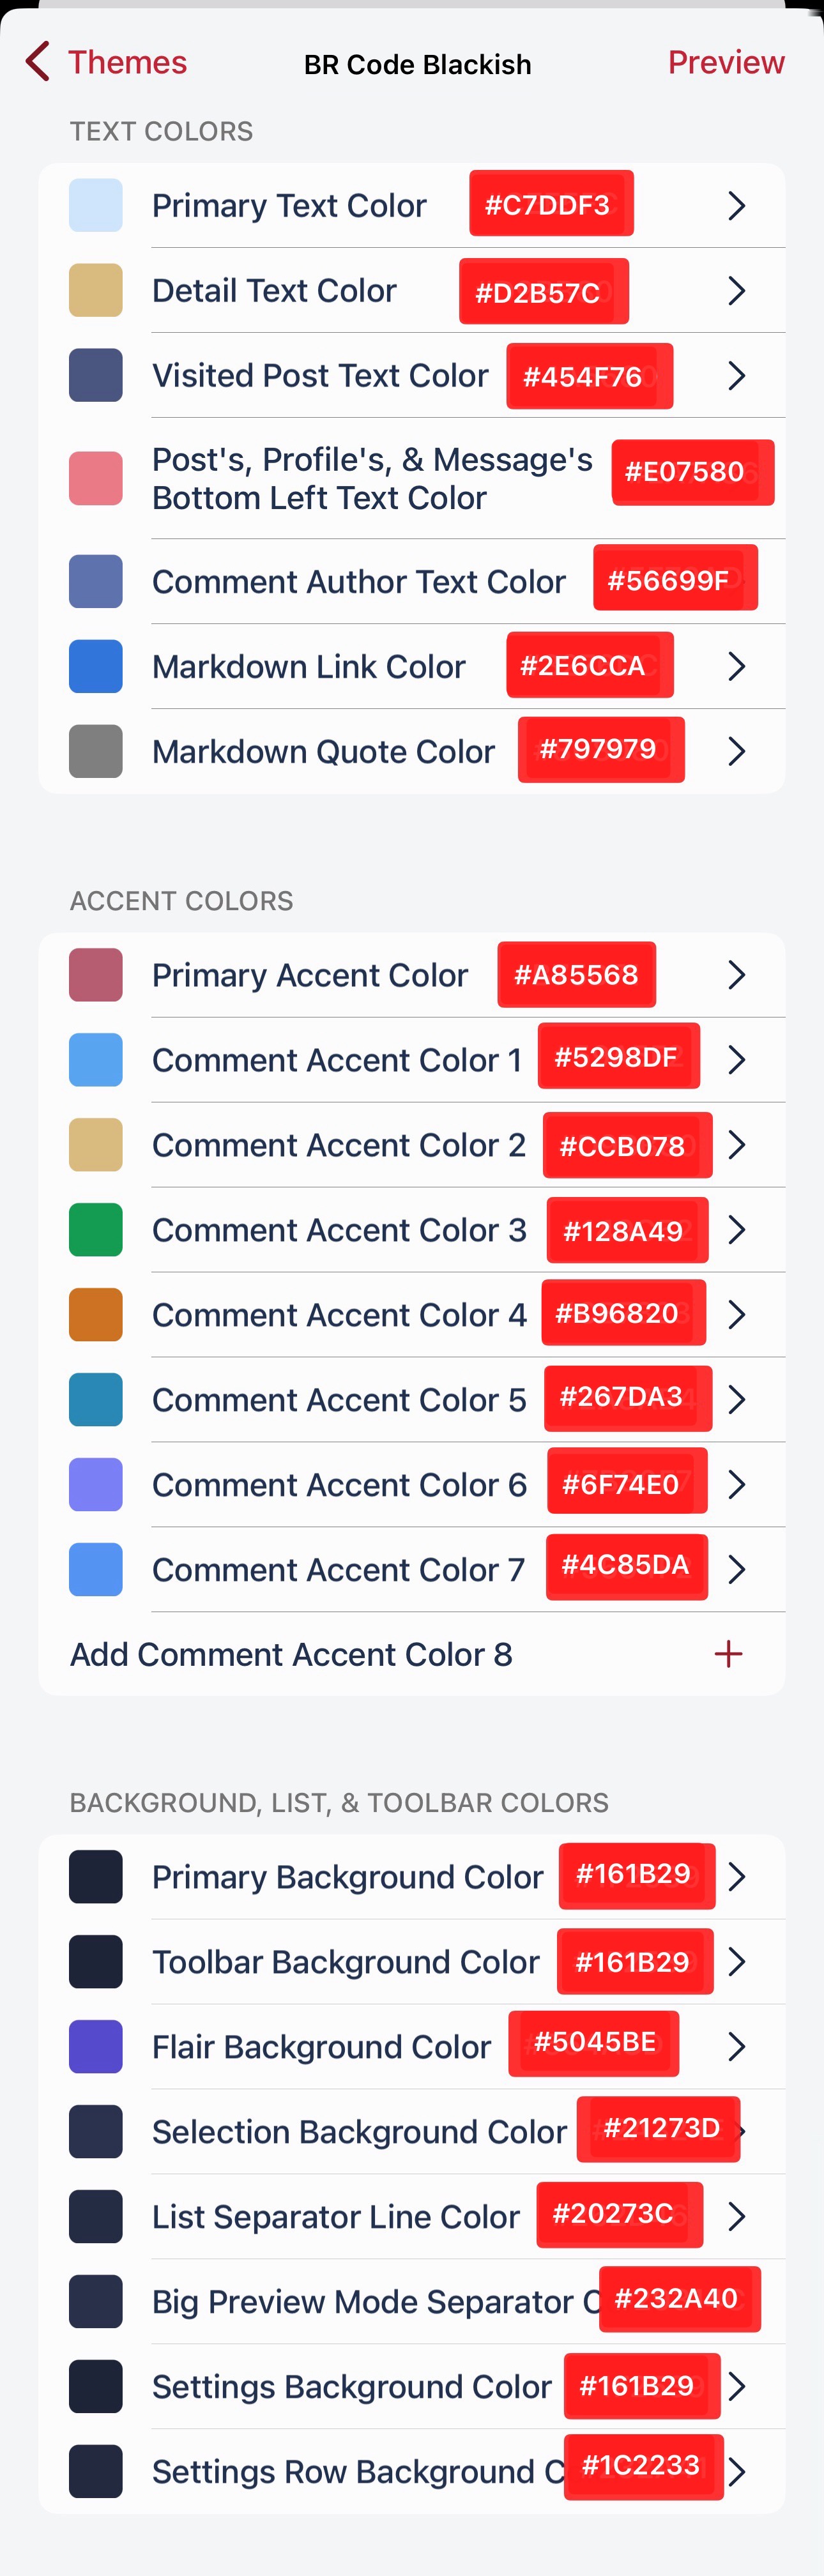 Themes BR Code Blackish Preview
TEXT COLORS
Primary Text Color #C7DDF3
Detail Text Color #D2B57C
Visited Post Text Color #454F76
Post's, Profile's, & Message's
Bottom Left Text Color #E07580
Comment Author Text Color #56699F
Markdown Link Color #2E6CCA
Markdown Quote Color #797979
ACCENT COLORS
Primary Accent Color #A85568
Comment Accent Color 1 #5298DF
Comment Accent Color 2 #CCB078
Comment Accent Color 3 #128A49
Comment Accent Color 4 #B96820
Comment Accent Color 5 #267DA3
Comment Accent Color 6 #6F74E0
Comment Accent Color 7 #4C85DA
Add Comment Accent Color 8
BACKGROUND, LIST, & TOOLBAR COLORS
Primary Background Color #161B29
Toolbar Background Color #161B29
Flair Background Color #5045BE
Selection Background Color #21273D
List Separator Line Color #20273C
Big Preview Mode Separator C #232A40
Settings Background Color #161B29
Settings Row Background C #1C2233